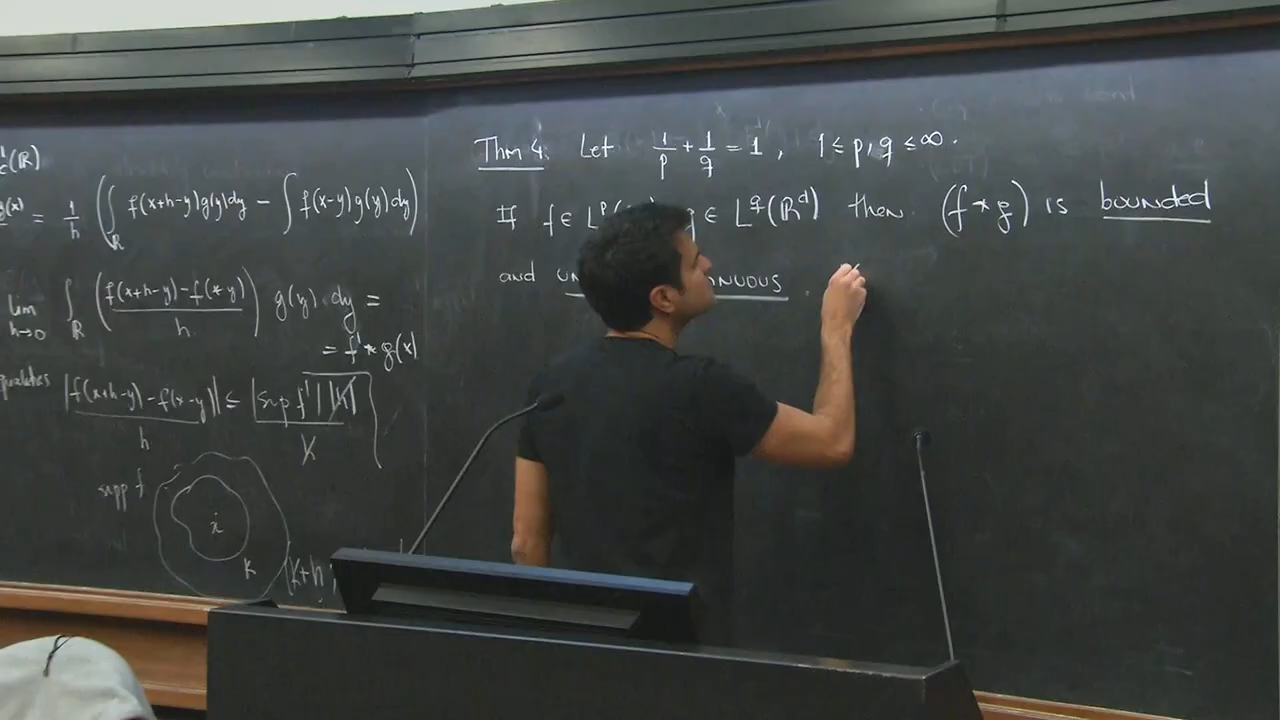 = 1/h (∫_ℝ f(x+h-y)g(y)dy - ∫ f(x-y)g(y)dy)
lim h→0 ∫_ℝ (f(x+h-y)-f(x-y) / h) g(y) dy =
= f' * g(x)
|f(x+h-y)-f(x-y)| / h ≤ |sup f'| |h| / h
supp f
x
K
Thm 4. Let 1/p + 1/q = 1, 1 ≤ p, q ≤ ∞.
If f ∈ L^p g ∈ L^q(ℝ^d) then (f*g) is bounded
and